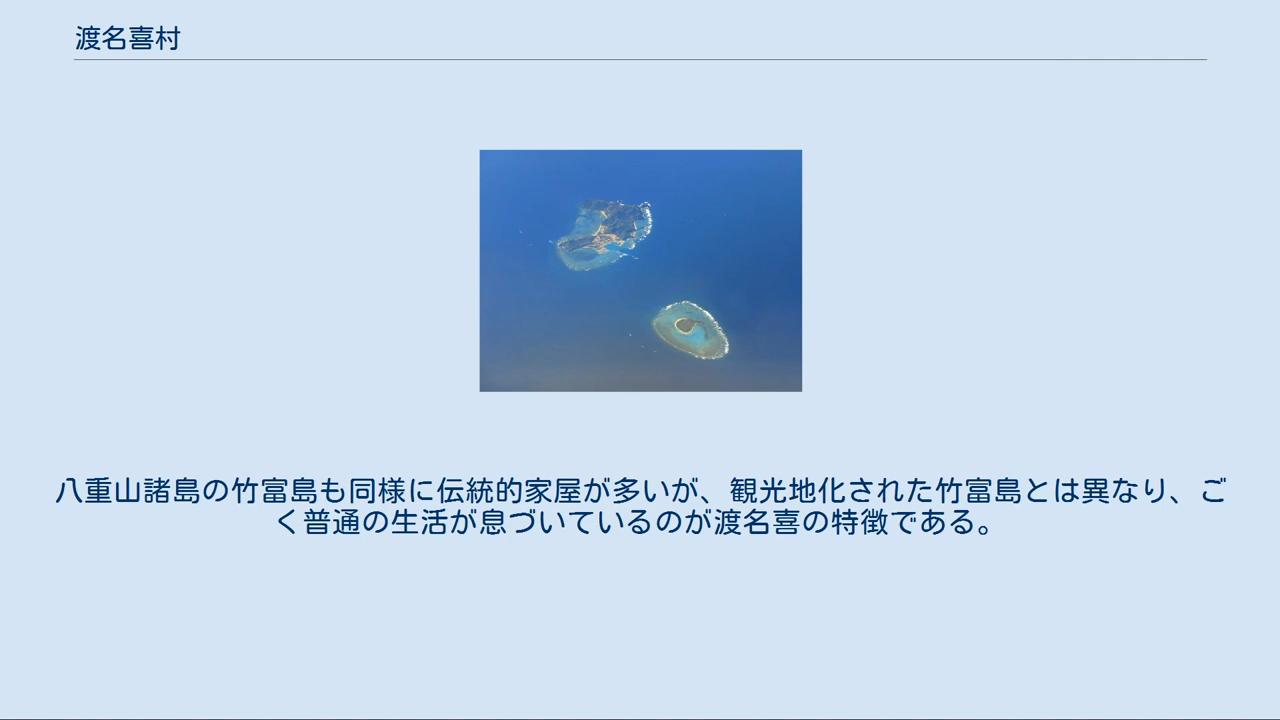 渡名喜村
八重山諸島の竹富島も同様に伝統的家屋が多いが、観光地化された竹富島とは異なり、ご
く普通の生活が息づいているのが渡名喜の特徴である。